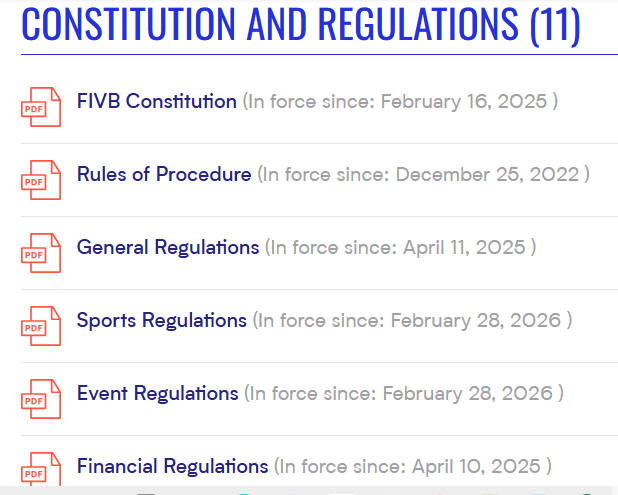 CONSTITUTION AND REGULATIONS (11)
PDF FIVB Constitution (In force since: February 16, 2025 )
PDF Rules of Procedure (In force since: December 25, 2022 )
PDF General Regulations (In force since: April 11, 2025 )
PDF Sports Regulations (In force since: February 28, 2026 )
PDF Event Regulations (In force since: February 28, 2026 )
PDF Financial Regulations (In force since: April 10, 2025 )